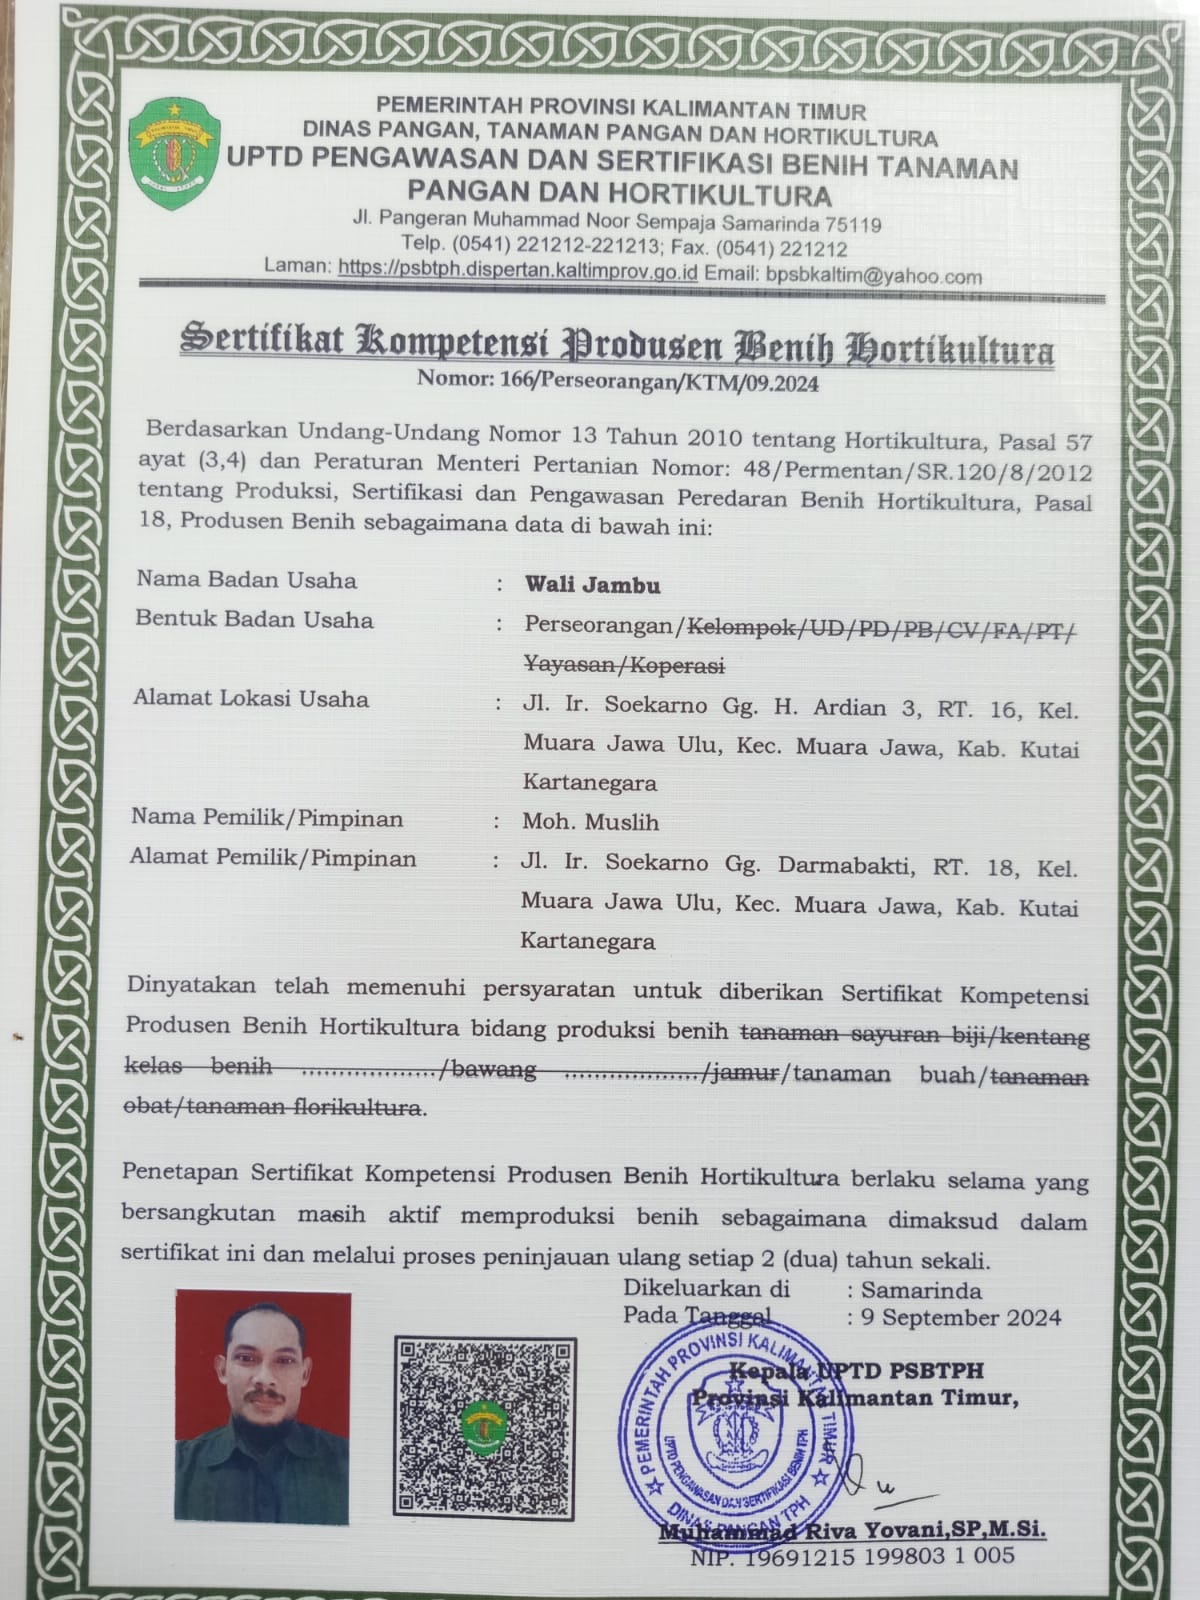 PEMERINTAH PROVINSI KALIMANTAN TIMUR
DINAS PANGAN, TANAMAN PANGAN DAN HORTIKULTURA
UPTD PENGAWASAN DAN SERTIFIKASI BENIH TANAMAN
PANGAN DAN HORTIKULTURA
Jl. Pangeran Muhammad Noor Sempaja Samarinda 75119
Telp. (0541) 221212-221213; Fax. (0541) 221212
Laman: https://psbtph.dispertan.kaltimprov.go.id Email: bpsbkaltim@yahoo.com
Sertifikat Kompetensi Produsen Benih Hortikultura
Nomor: 166/Perseorangan/KTM/09.2024
Berdasarkan Undang-Undang Nomor 13 Tahun 2010 tentang Hortikultura, Pasal 57
ayat (3,4) dan Peraturan Menteri Pertanian Nomor: 48/Permentan/SR.120/8/2012
tentang Produksi, Sertifikasi dan Pengawasan Peredaran Benih Hortikultura, Pasal
18, Produsen Benih sebagaimana data di bawah ini:
Nama Badan Usaha : Wali Jambu
Bentuk Badan Usaha : Perseorangan/Kelompok/UD/PD/PB/CV/FA/PT/
Yayasan/Koperasi
Alamat Lokasi Usaha : Jl. Ir. Soekarno Gg. H. Ardian 3, RT. 16, Kel.
Muara Jawa Ulu, Kec. Muara Jawa, Kab. Kutai
Kartanegara
Nama Pemilik/Pimpinan : Moh. Muslih
Alamat Pemilik/Pimpinan : Jl. Ir. Soekarno Gg. Darmabakti, RT. 18, Kel.
Muara Jawa Ulu, Kec. Muara Jawa, Kab. Kutai
Kartanegara
Dinyatakan telah memenuhi persyaratan untuk diberikan Sertifikat Kompetensi
Produsen Benih Hortikultura bidang produksi benih tanaman sayuran biji/kentang
kelas benih ................../bawang ................../jamur/tanaman buah/tanaman
obat/tanaman florikultura.
Penetapan Sertifikat Kompetensi Produsen Benih Hortikultura berlaku selama yang
bersangkutan masih aktif memproduksi benih sebagaimana dimaksud dalam
sertifikat ini dan melalui proses peninjauan ulang setiap 2 (dua) tahun sekali.
Dikeluarkan di : Samarinda
Pada Tanggal : 9 September 2024
Kepala UPTD PSBTPH
Provinsi Kalimantan Timur,
PEMERINTAH PROVINSI KALIMANTAN TIMUR
UPTD PENGAWASAN DAN SERTIFIKASI BENIH TPH
DINAS PANGAN TPH
Muhammad Riva Yovani,SP,M.Si.
NIP. 19691215 199803 1 005